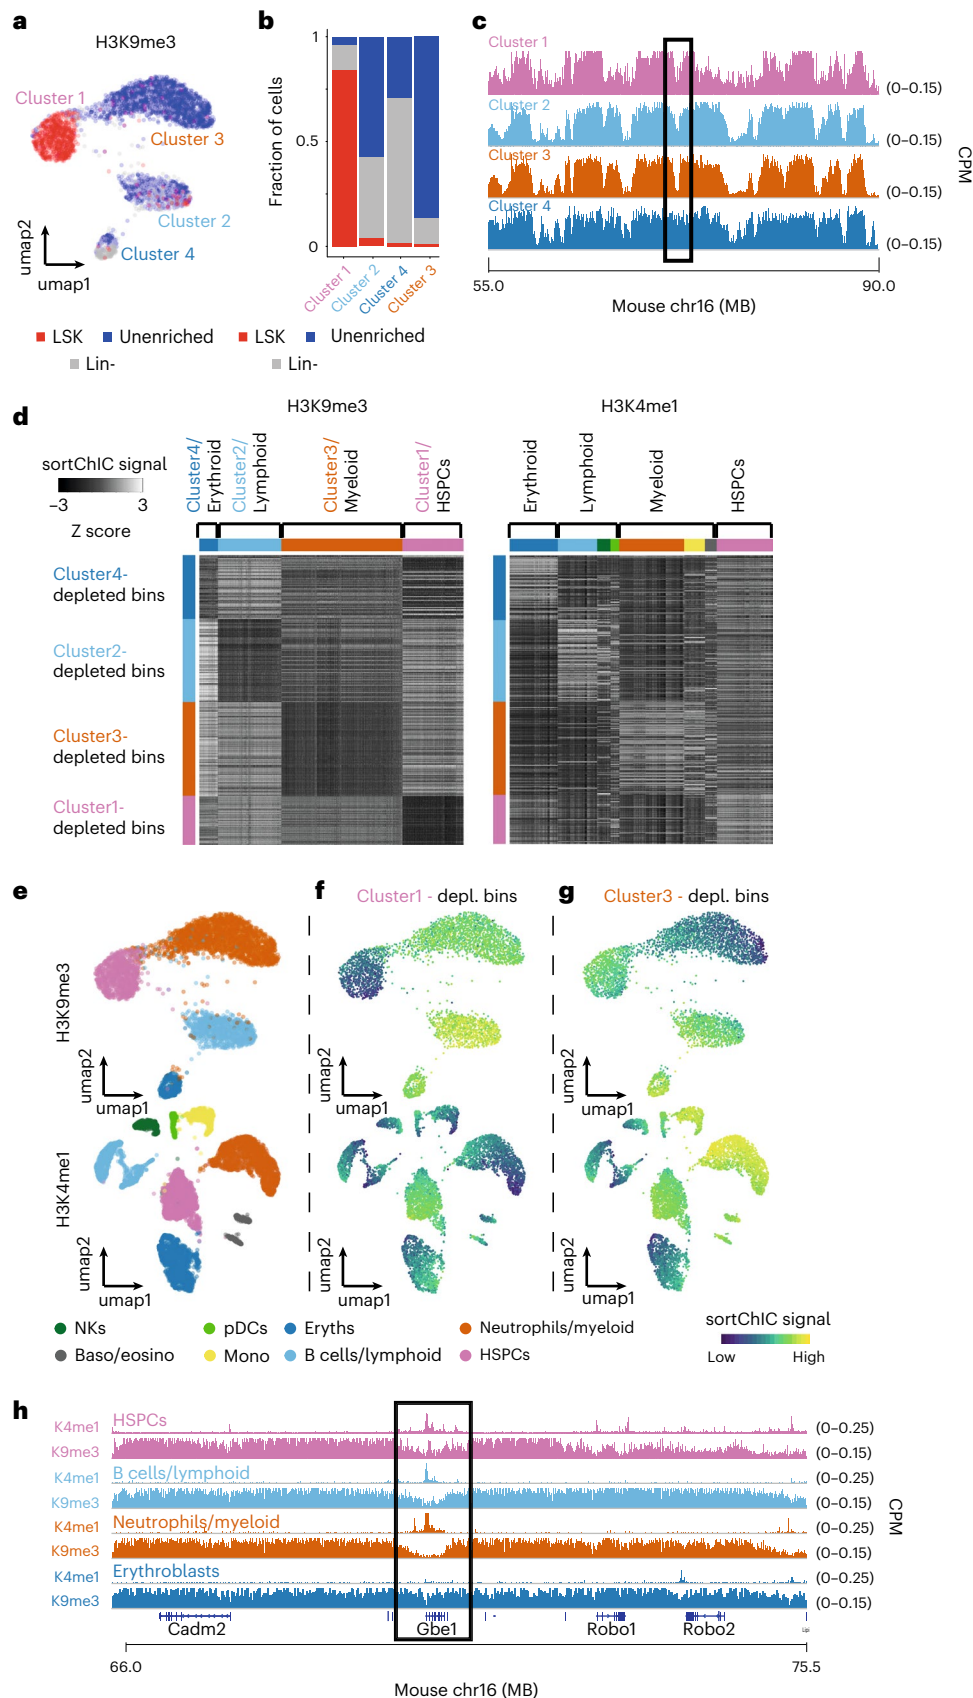 a
H3K9me3
Cluster 1
Cluster 3
Cluster 2
Cluster 4
umap2
umap1
LSK
Unenriched
Lin-
b
Fraction of cells
1
0.5
0
Cluster 1
Cluster 2
Cluster 4
Cluster 3
LSK
Unenriched
Lin-
c
Cluster 1
(0–0.15)
Cluster 2
(0–0.15)
Cluster 3
(0–0.15)
Cluster 4
(0–0.15)
CPM
55.0
90.0
Mouse chr16 (MB)
d
H3K9me3
H3K4me1
sortChIC signal
−3
3
Z score
Cluster4/
Erythroid
Cluster2/
Lymphoid
Cluster3/
Myeloid
Cluster1/
HSPCs
Erythroid
Lymphoid
Myeloid
HSPCs
Cluster4-
depleted bins
Cluster2-
depleted bins
Cluster3-
depleted bins
Cluster1-
depleted bins
e
f
Cluster1 - depl. bins
g
Cluster3 - depl. bins
H3K9me3
umap2
umap1
umap2
umap1
umap2
umap1
H3K4me1
umap2
umap1
umap2
umap1
umap2
umap1
NKs
pDCs
Eryths
Neutrophils/myeloid
Baso/eosino
Mono
B cells/lymphoid
HSPCs
sortChIC signal
Low
High
h
K4me1
HSPCs
(0–0.25)
K9me3
(0–0.15)
K4me1
B cells/lymphoid
(0–0.25)
K9me3
(0–0.15)
K4me1
Neutrophils/myeloid
(0–0.25)
K9me3
(0–0.15)
K4me1
Erythroblasts
(0–0.25)
K9me3
(0–0.15)
CPM
Cadm2
Gbe1
Robo1
Robo2
66.0
75.5
Mouse chr16 (MB)